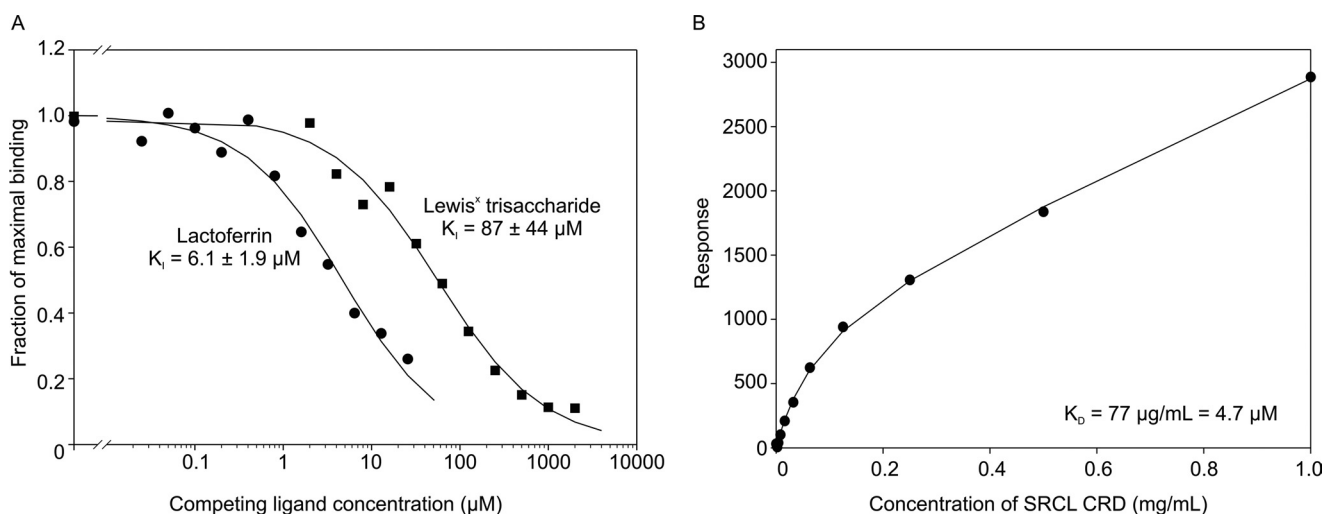 A
1.2
1.0
0.8
0.6
0.4
0.2
0
Fraction of maximal binding
Lactoferrin
K_I = 6.1 ± 1.9 µM
Lewis^x trisaccharide
K_I = 87 ± 44 µM
0.1 1 10 100 1000 10000
Competing ligand concentration (µM)
B
3000
2500
2000
1500
1000
500
0
Response
K_D = 77 µg/mL = 4.7 µM
0 0.2 0.4 0.6 0.8 1.0
Concentration of SRCL CRD (mg/mL)